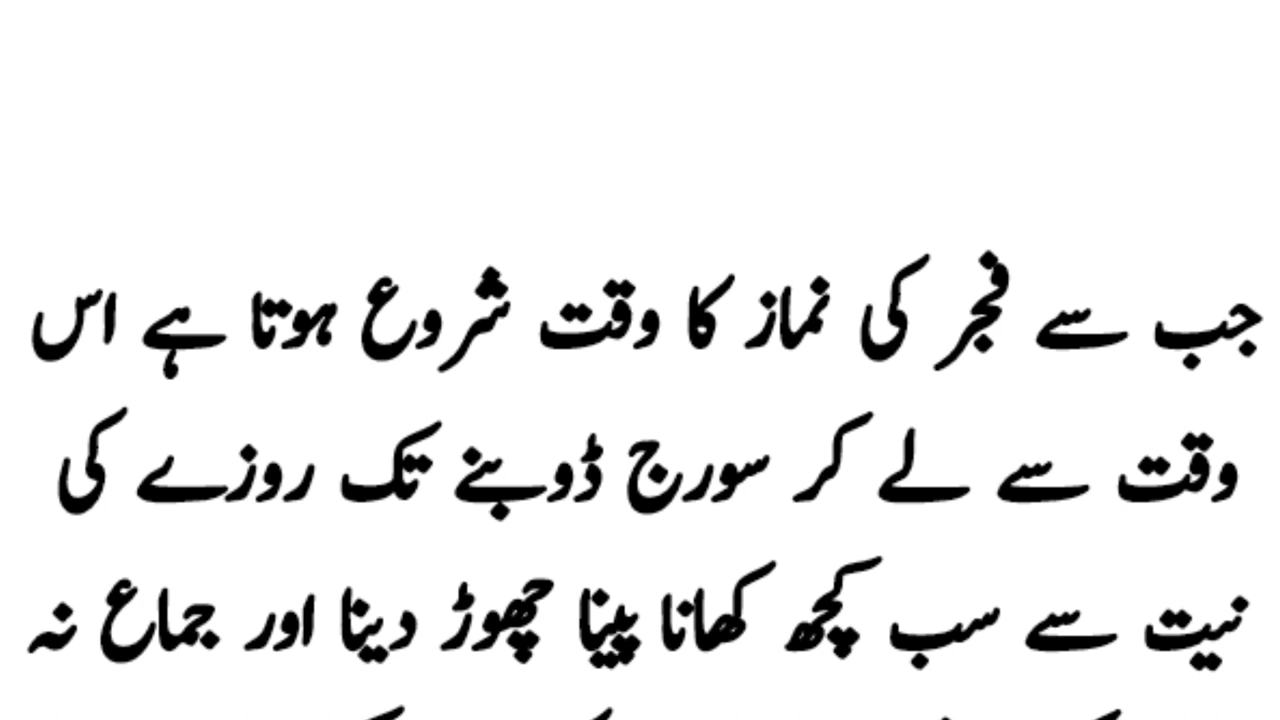 جب سے فجر کی نماز کا وقت شروع ہوتا ہے اس
وقت سے لے کر سورج ڈوبنے تک روزے کی
نیت سے سب کچھ کھانا پینا چھوڑ دینا اور جماع نہ